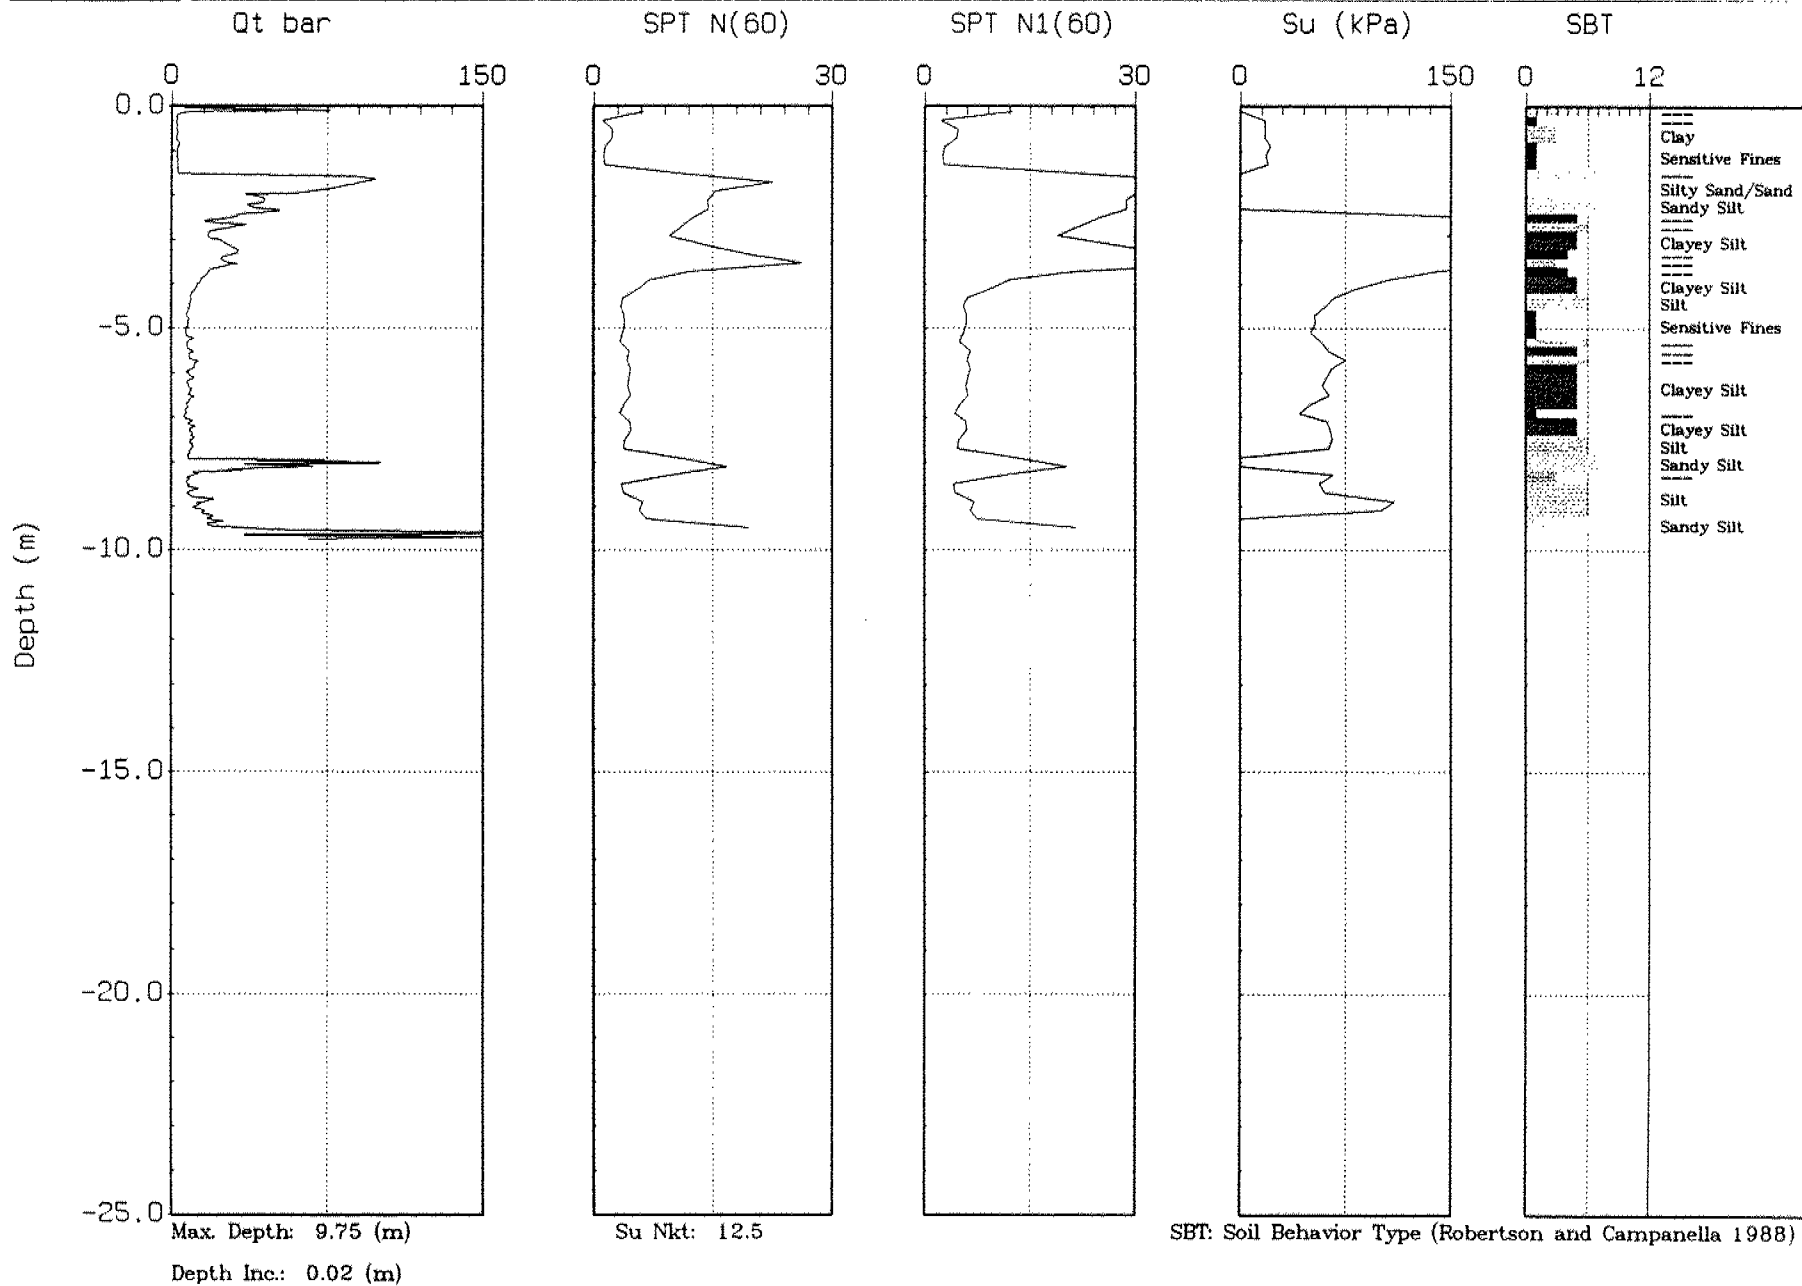 Qt bar SPT N(60) SPT N1(60) Su (kPa) SBT
0 150 0 30 0 30 0 150 0 12
0.0
===
Clay
Sensitive Fines
===
Silty Sand/Sand
Sandy Silt
===
Clayey Silt
===
===
Clayey Silt
Silt
-5.0
Sensitive Fines
===
===
Clayey Silt
===
Clayey Silt
Silt
Sandy Silt
===
Silt
Sandy Silt
-10.0
Depth (m)
-15.0
-20.0
-25.0
Max. Depth: 9.75 (m) Su Nkt: 12.5 SBT: Soil Behavior Type (Robertson and Campanella 1988)
Depth Inc.: 0.02 (m)